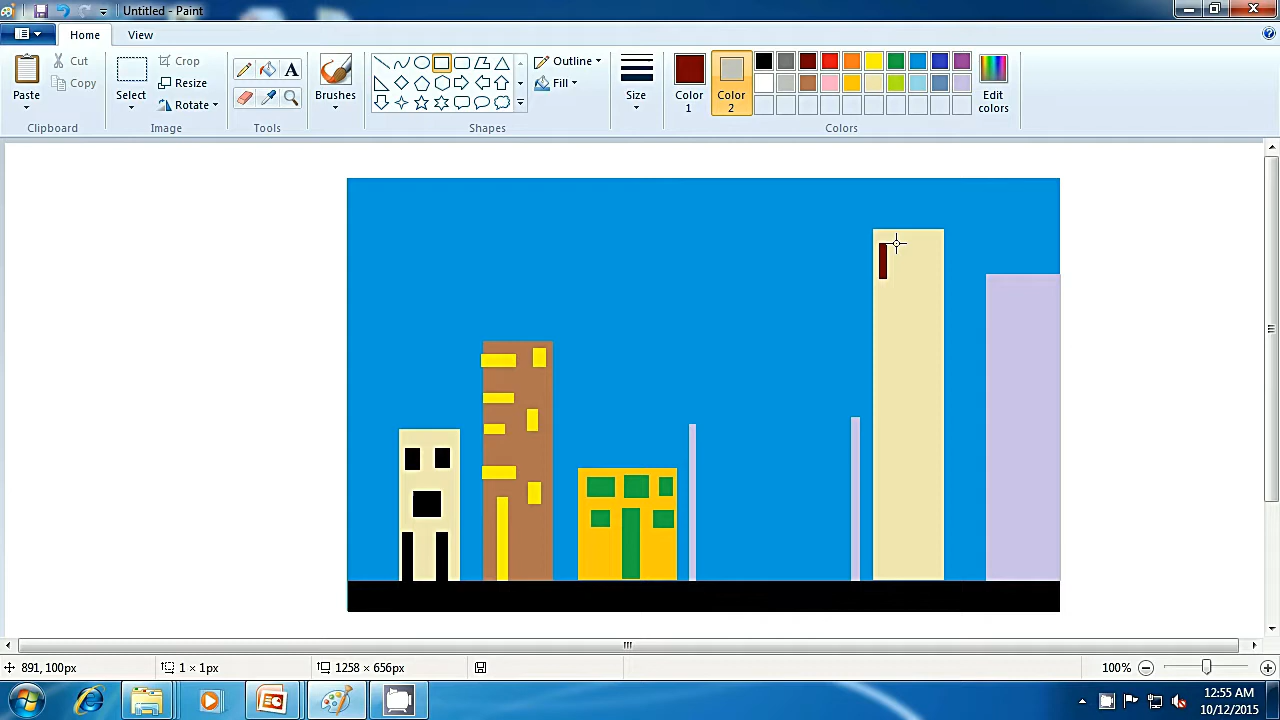 Untitled - Paint
Home View
Paste
Cut
Copy
Clipboard
Select
Crop
Resize
Rotate
Image
A
Tools
Brushes
Outline
Fill
Shapes
Size
Color 1
Color 2
Edit colors
Colors
891, 100px
1 × 1px
1258 × 656px
100%
12:55 AM
10/12/2015